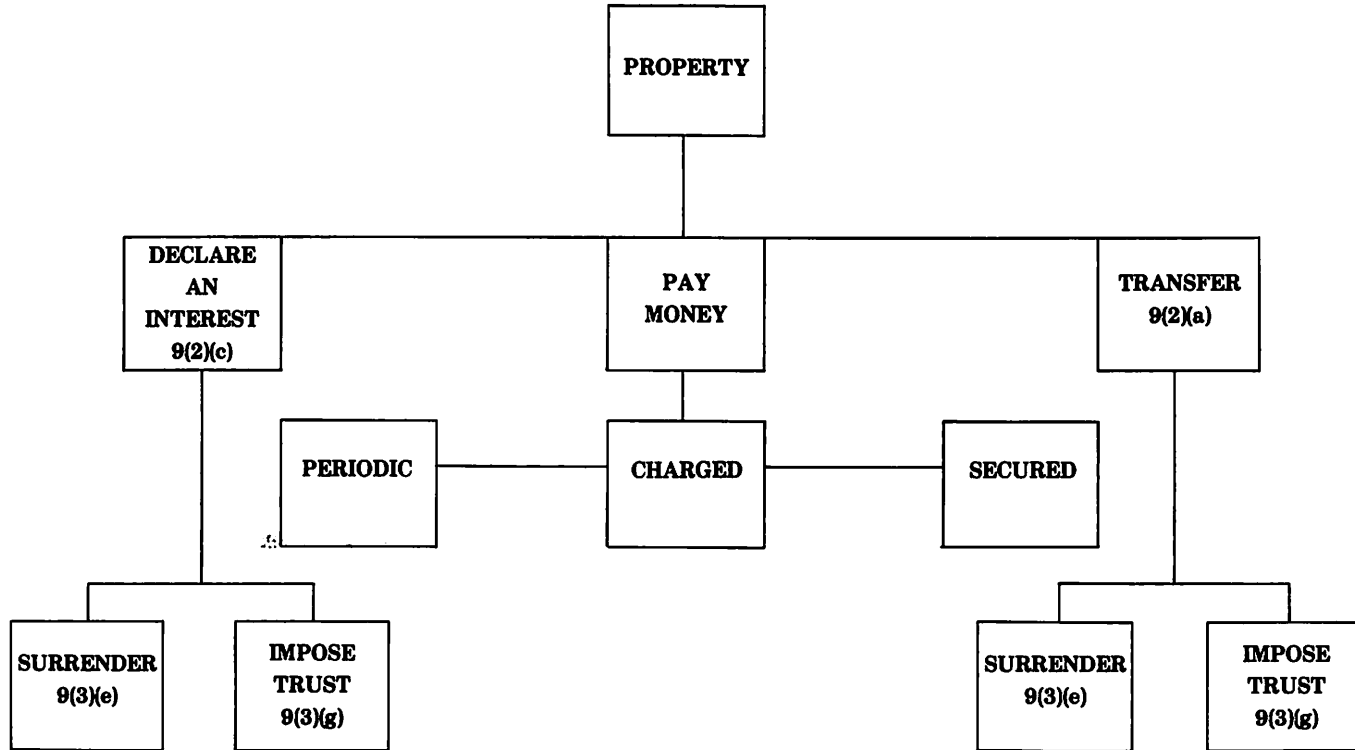 PROPERTY
DECLARE
AN
INTEREST
9(2)(c)
PAY
MONEY
TRANSFER
9(2)(a)
PERIODIC
CHARGED
SECURED
SURRENDER
9(3)(e)
IMPOSE
TRUST
9(3)(g)
SURRENDER
9(3)(e)
IMPOSE
TRUST
9(3)(g)